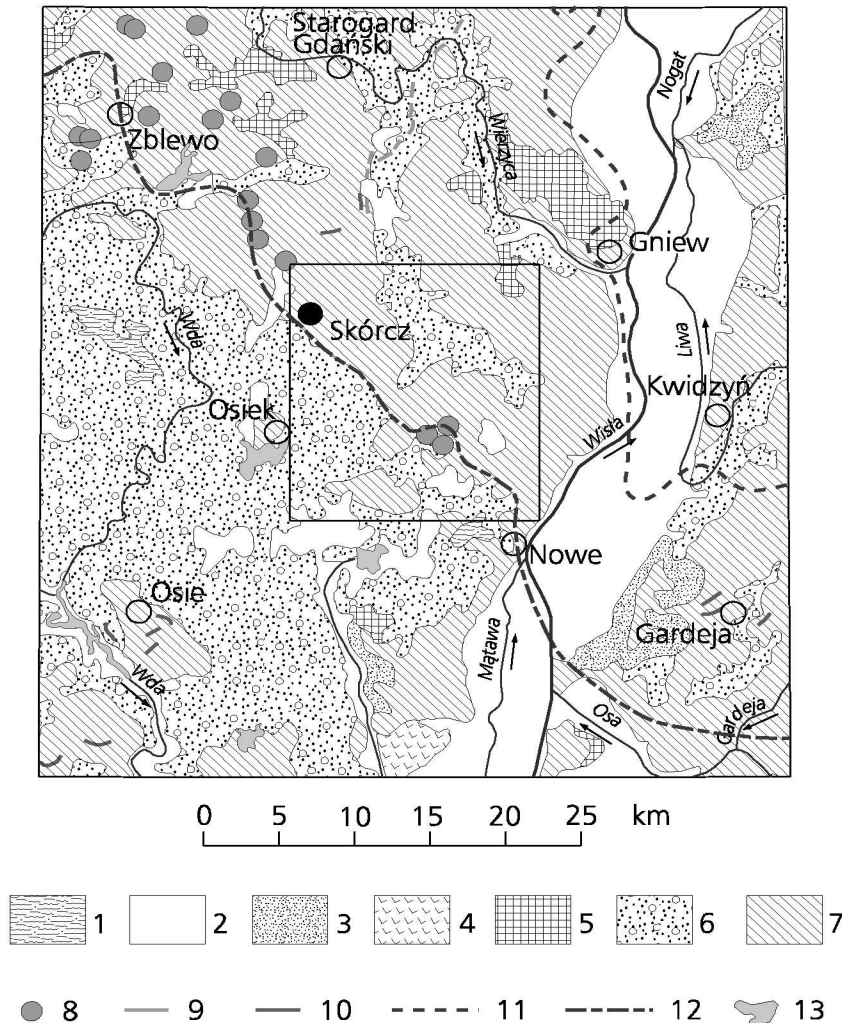 Starogard
Gdański
Nogat
Zblewo
Wierzyca
Gniew
Wda
Skórcz
Liwa
Kwidzyń
Osiek
Wisła
Nowe
Osie
Gardeja
Mątawa
Wda
Osa
Gardeja
0 5 10 15 20 25 km
1 2 3 4 5 6 7
8 9 10 11 12 13